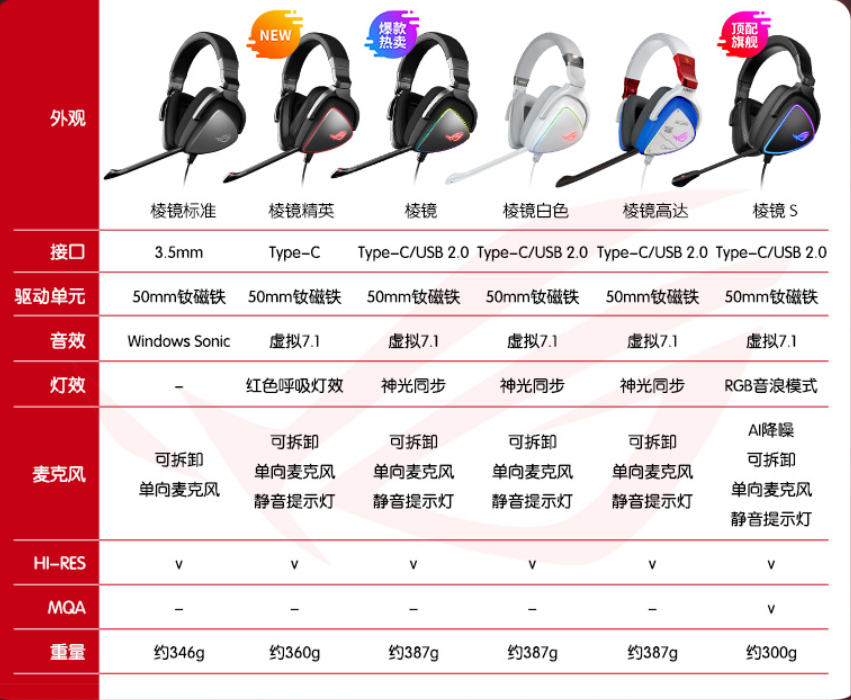 NEW
爆款
热卖
顶配
旗舰
外观
棱镜标准 棱镜精英 棱镜 棱镜白色 棱镜高达 棱镜 S
接口 3.5mm Type-C Type-C/USB 2.0 Type-C/USB 2.0 Type-C/USB 2.0 Type-C/USB 2.0
驱动单元 50mm钕磁铁 50mm钕磁铁 50mm钕磁铁 50mm钕磁铁 50mm钕磁铁 50mm钕磁铁
音效 Windows Sonic 虚拟7.1 虚拟7.1 虚拟7.1 虚拟7.1 虚拟7.1
灯效 – 红色呼吸灯效 神光同步 神光同步 神光同步 RGB音浪模式
麦克风
可拆卸
单向麦克风
可拆卸
单向麦克风
静音提示灯
可拆卸
单向麦克风
静音提示灯
可拆卸
单向麦克风
静音提示灯
可拆卸
单向麦克风
静音提示灯
AI降噪
可拆卸
单向麦克风
静音提示灯
HI-RES v v v v v v
MQA – – – – – v
重量 约346g 约360g 约387g 约387g 约387g 约300g